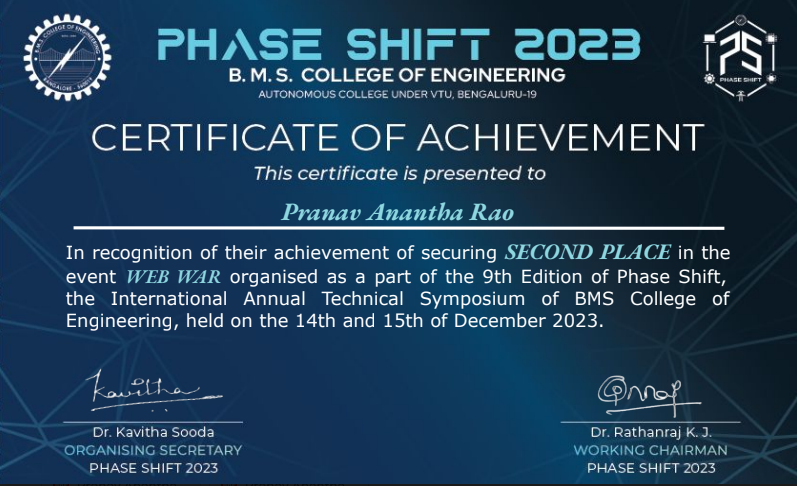 B.M.S. COLLEGE OF ENGINEERING
BANGALORE - 560019
PHASE SHIFT 2023
B. M. S. COLLEGE OF ENGINEERING
AUTONOMOUS COLLEGE UNDER VTU, BENGALURU-19
PS
PHASE SHIFT
CERTIFICATE OF ACHIEVEMENT
This certificate is presented to
Pranav Anantha Rao
In recognition of their achievement of securing SECOND PLACE in the
event WEB WAR organised as a part of the 9th Edition of Phase Shift,
the International Annual Technical Symposium of BMS College of
Engineering, held on the 14th and 15th of December 2023.
Kavitha
Dr. Kavitha Sooda
ORGANISING SECRETARY
PHASE SHIFT 2023
Dr. Rathanraj K. J.
WORKING CHAIRMAN
PHASE SHIFT 2023